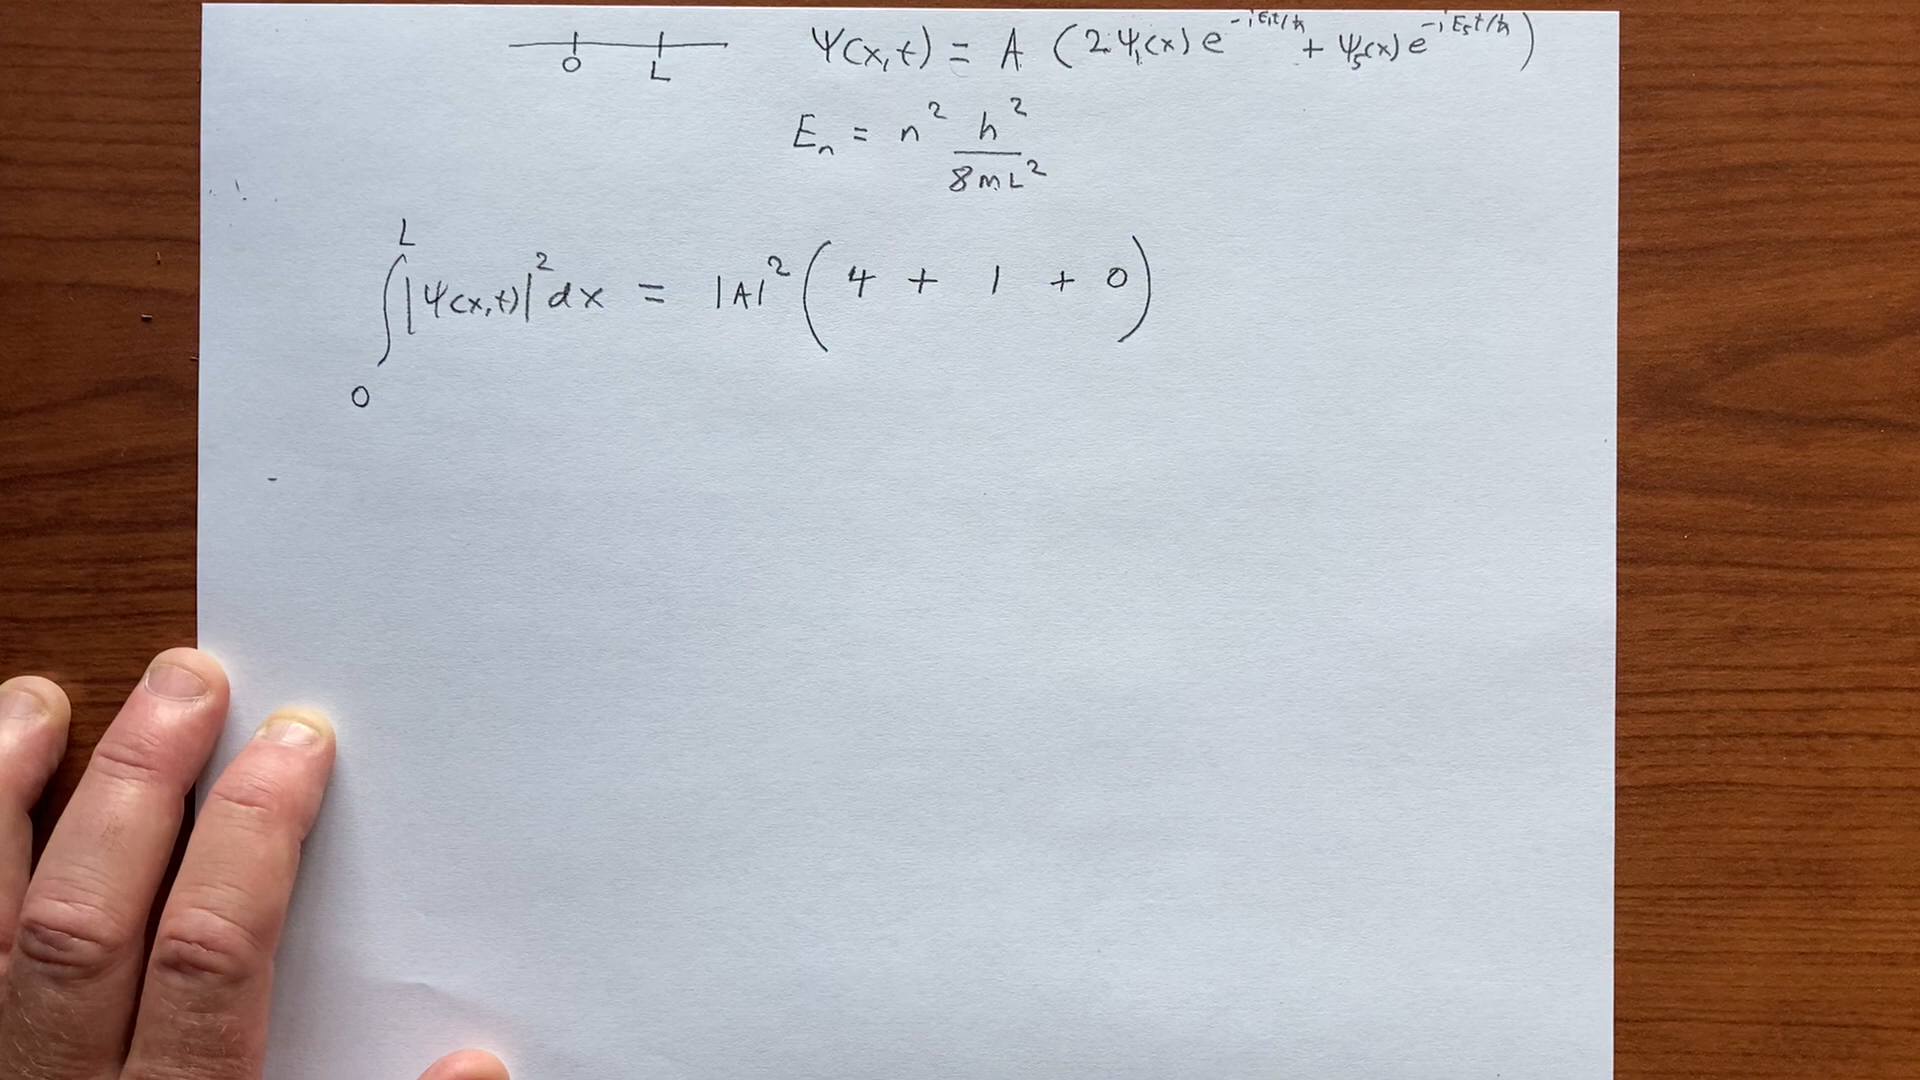 0 L Ψ(x,t) = A (2ψ₁(x) e^{-iE₁t/ħ} + ψ₅(x) e^{-iE₅t/ħ})
Eₙ = n² h²/8mL²
∫₀ᴸ |Ψ(x,t)|² dx = |A|² (4 + 1 + 0)